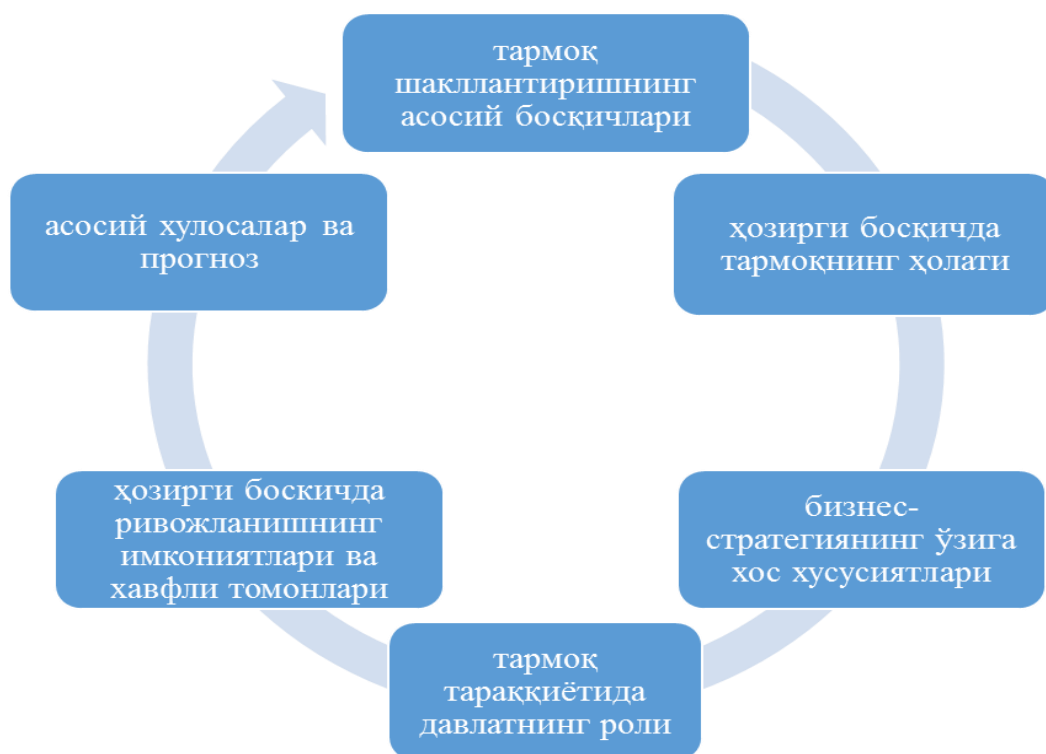 тармоқ
шакллантиришнинг
асосий босқичлари
ҳозирги босқичда
тармоқнинг ҳолати
бизнес-
стратегиянинг ўзига
хос хусусиятлари
тармоқ
тараққиётида
давлатнинг роли
ҳозирги боскичда
ривожланишнинг
имкониятлари ва
хавфли томонлари
асосий хулосалар ва
прогноз